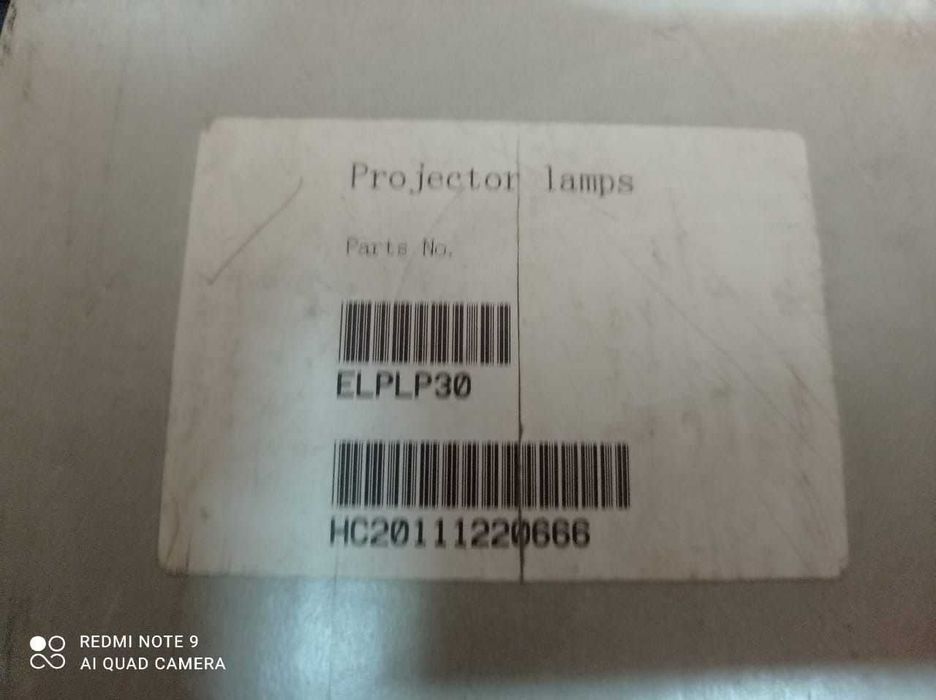 Projector lamps
Parts No.
ELPLP30
HC20111220666
REDMI NOTE 9
AI QUAD CAMERA